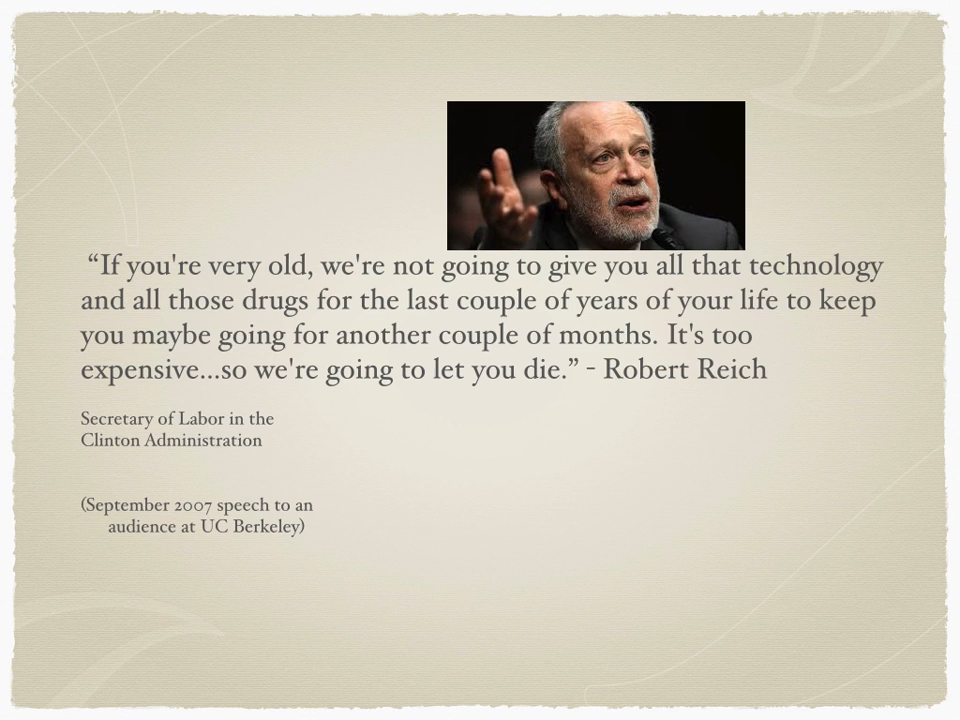 “If you're very old, we're not going to give you all that technology
and all those drugs for the last couple of years of your life to keep
you maybe going for another couple of months. It's too
expensive...so we're going to let you die.” - Robert Reich
Secretary of Labor in the
Clinton Administration
(September 2007 speech to an
audience at UC Berkeley)